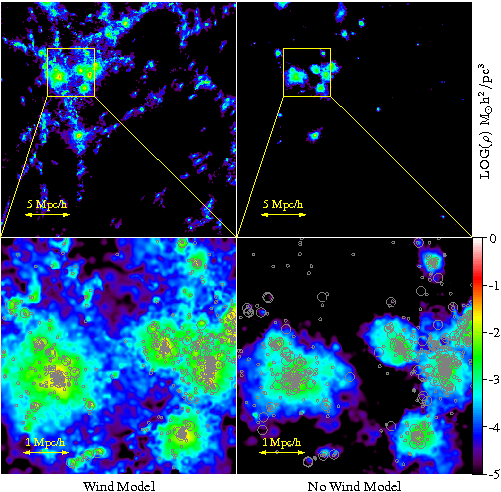 5 Mpc/h
5 Mpc/h
LOG(ρ) M⊙h²/pc³
0
-1
-2
-3
-4
-5
1 Mpc/h
1 Mpc/h
Wind Model
No Wind Model